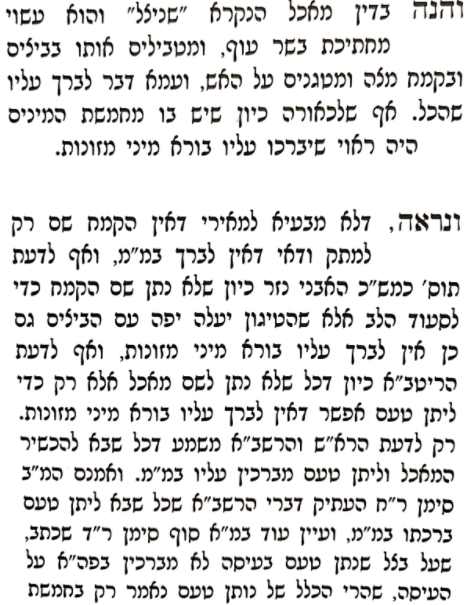 והנה בדין מאכל הנקרא "שניצל" והוא עשוי
מחתיכת בשר עוף, ומטבילים אותו בביצים
ובקמח מצה ומטגנים על האש, ועמא דבר לברך עליו
שהכל. אף שלכאורה כיון שיש בו מחמשת המינים
היה ראוי שיברכו עליו בורא מיני מזונות.
ונראה, דלא מבעיא למאירי דאין הקמח שם רק
למתק ודאי דאין לברך במ"מ, ואף לדעת
תוס' כמש"כ האבני נזר כיון שלא נתן שם הקמח כדי
לסעוד הלב אלא שהטיגון יעלה יפה עם הביצים גם
כן אין לברך עליו בורא מיני מזונות, ואף לדעת
הריטב"א כיון דכל שלא נתן לשם מאכל אלא רק כדי
ליתן טעם אפשר דאין לברך עליו בורא מיני מזונות.
רק לדעת הרא"ש והרשב"א משמע דכל שבא להכשיר
המאכל וליתן טעם מברכין עליו במ"מ. ואמנם המ"ב
סימן ר"ח העתיק דברי הרשב"א שכל שבא ליתן טעם
ברכתו במ"מ, ועיין עוד במ"א סוף סימן ר"ד שכתב,
שעל בצל שנתן טעם בעיסה לא מברכין בפה"א על
העיסה, שהרי הכלל של נותן טעם נאמר רק בחמשת